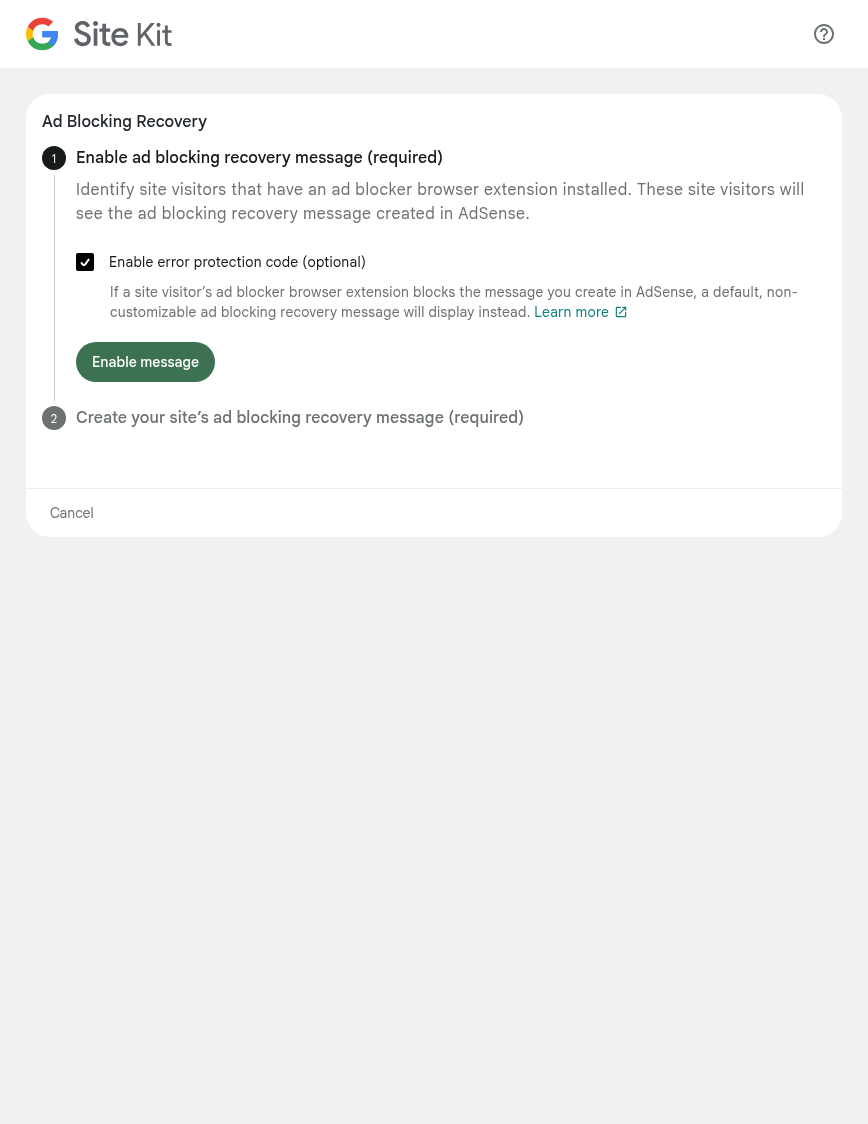 Site Kit
Ad Blocking Recovery
1 Enable ad blocking recovery message (required)
Identify site visitors that have an ad blocker browser extension installed. These site visitors will
see the ad blocking recovery message created in AdSense.
Enable error protection code (optional)
If a site visitor’s ad blocker browser extension blocks the message you create in AdSense, a default, non-
customizable ad blocking recovery message will display instead. Learn more
Enable message
2 Create your site’s ad blocking recovery message (required)
Cancel